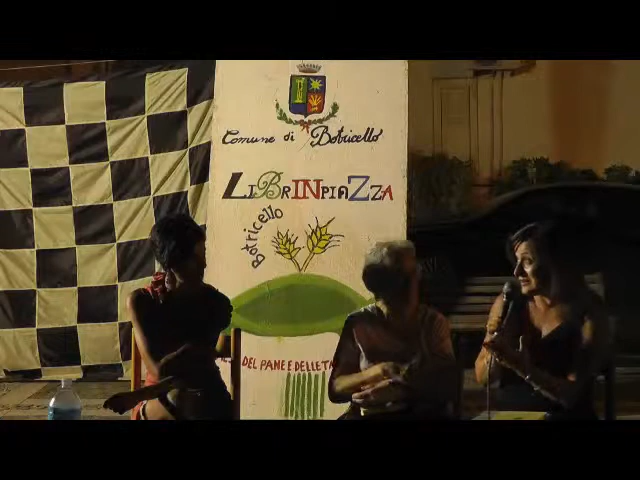 Comune di Botricello
LiBrINPiAZZA
Botricello
DEL PANE E DELLE